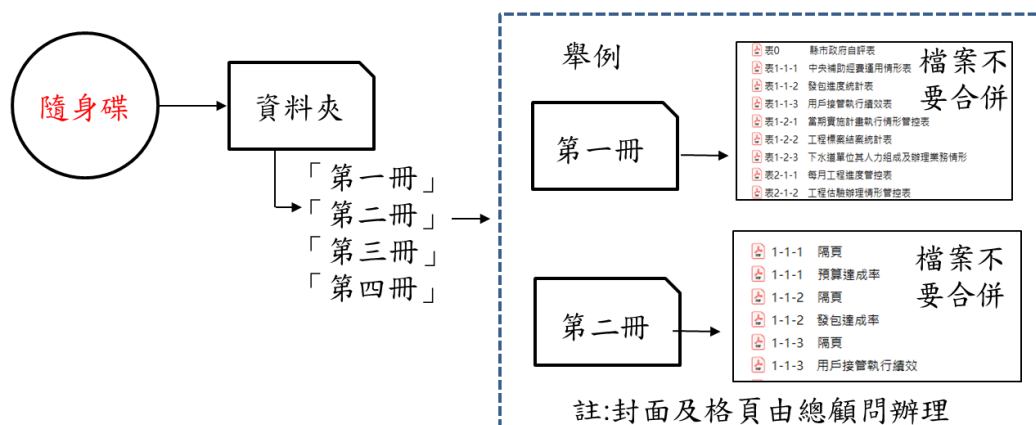 隨身碟
資料夾
「第一冊」
「第二冊」
「第三冊」
「第四冊」
舉例
第一冊
表0 縣市政府自評表
表1-1-1 中央補助經費運用情形表
表1-1-2 發包進度統計表
表1-1-3 用戶接管執行績效表
表1-2-1 當期實施計畫執行情形管控表
表1-2-2 工程標案結案統計表
表1-2-3 下水道單位其人力組成及辦理業務情形
表2-1-1 每月工程進度管控表
表2-1-2 工程估驗辦理情形管控表
檔案不
要合併
第二冊
1-1-1 隔頁
1-1-1 預算達成率
1-1-2 隔頁
1-1-2 發包達成率
1-1-3 隔頁
1-1-3 用戶接管執行績效
檔案不
要合併
註:封面及格頁由總顧問辦理